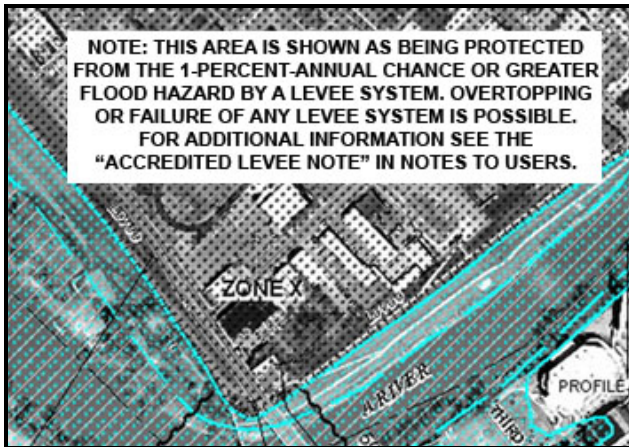 NOTE: THIS AREA IS SHOWN AS BEING PROTECTED
FROM THE 1-PERCENT-ANNUAL CHANCE OR GREATER
FLOOD HAZARD BY A LEVEE SYSTEM. OVERTOPPING
OR FAILURE OF ANY LEVEE SYSTEM IS POSSIBLE.
FOR ADDITIONAL INFORMATION SEE THE
“ACCREDITED LEVEE NOTE” IN NOTES TO USERS.
ZONE X
A RIVER
PROFILE
THIRD